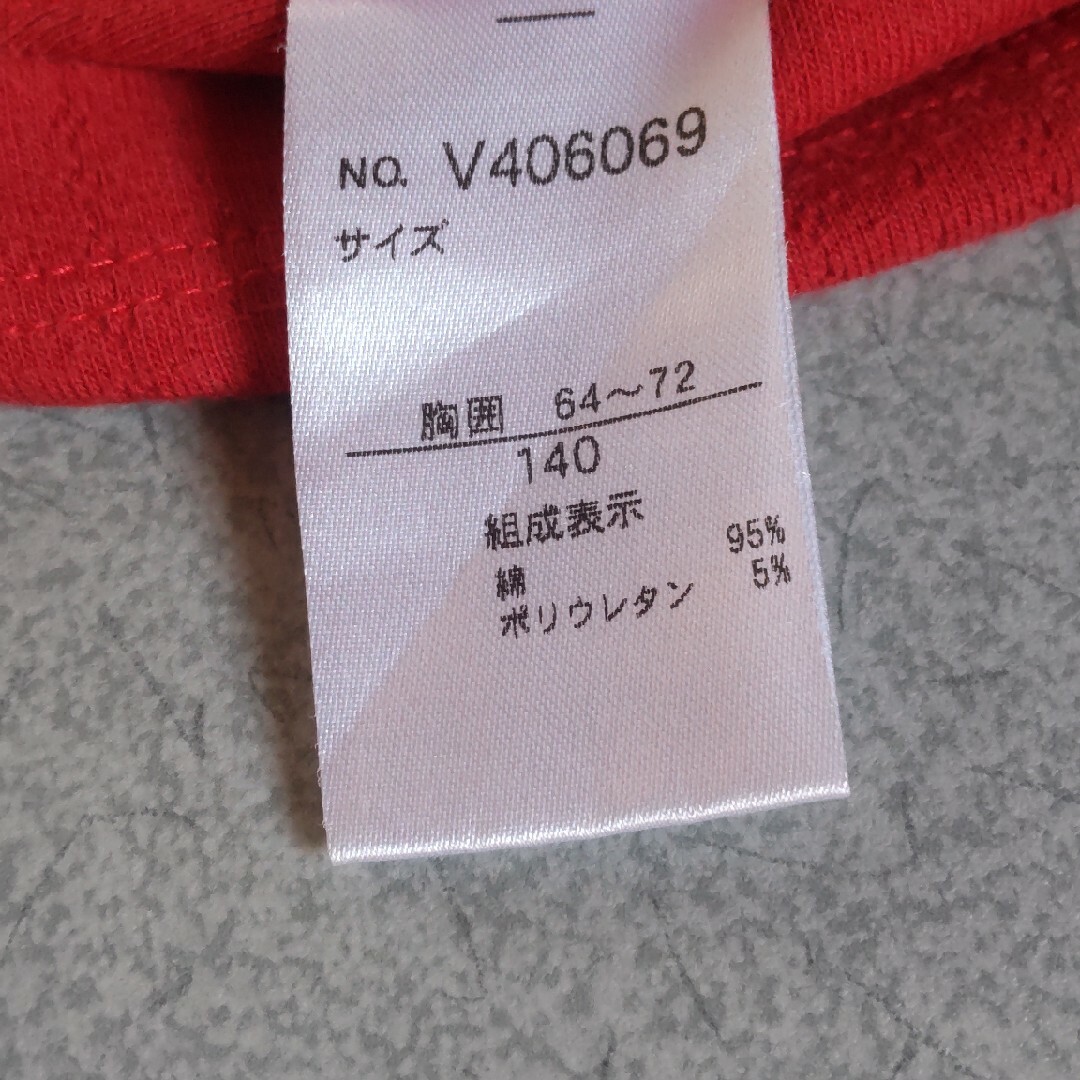 NO. V406069
サイズ
胸囲 64～72
140
組成表示
綿 95%
ポリウレタン 5%